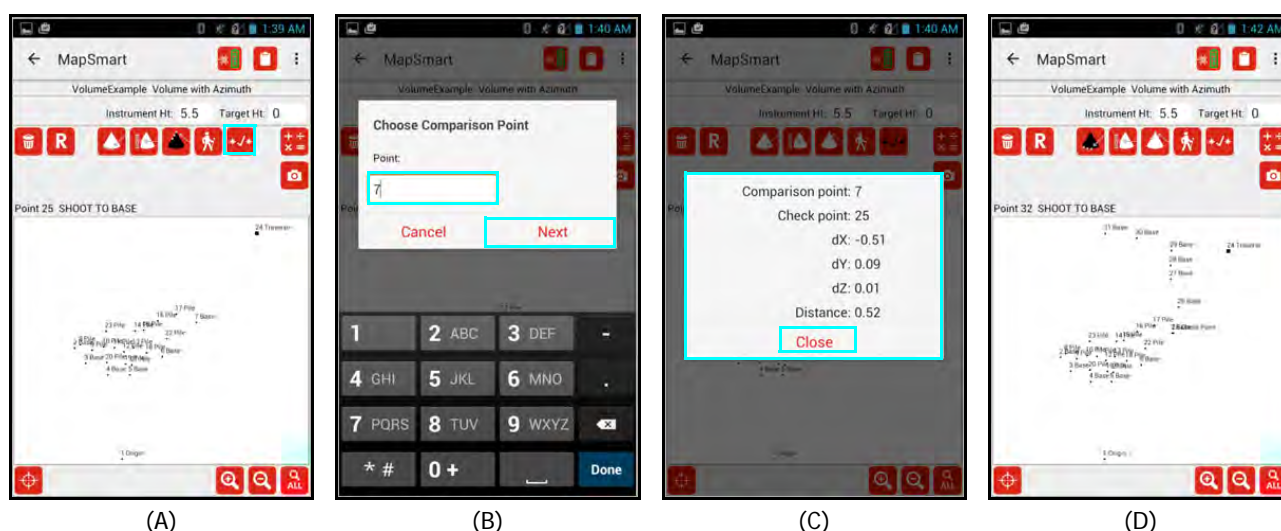 1:39 AM
MapSmart
VolumeExample Volume with Azimuth
Instrument Ht: 5.5 Target Ht: 0
R
Point 25 SHOOT TO BASE
24 Traverse
17 Pile
7 Base
23 Pile
22 Pile
6 Base
3 Base
4 Base 5 Base
1 Origin
ALL
(A)
1:40 AM
MapSmart
VolumeExample Volume with Azimuth
Choose Comparison Point
Point:
7
Cancel Next
1 2 ABC 3 DEF -
4 GHI 5 JKL 6 MNO .
7 PQRS 8 TUV 9 WXYZ
* # 0 + Done
(B)
1:40 AM
MapSmart
VolumeExample Volume with Azimuth
Instrument Ht: 5.5 Target Ht: 0
R
Comparison point: 7
Check point: 25
dX: -0.51
dY: 0.09
dZ: 0.01
Distance: 0.52
Close
ALL
(C)
1:42 AM
MapSmart
VolumeExample Volume with Azimuth
Instrument Ht: 5.5 Target Ht: 0
R
Point 32 SHOOT TO BASE
31 Base 30 Base
29 Base 24 Traverse
28 Base
27 Base
26 Base
17 Pile
16 Pile
23 Pile
22 Pile
6 Base
3 Base
4 Base
1 Origin
ALL
(D)